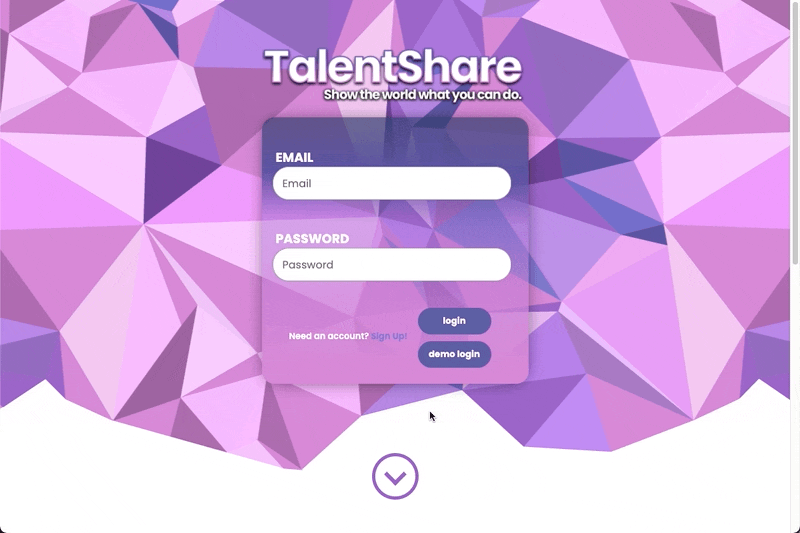 TalentShare
Show the world what you can do.
EMAIL
Email
PASSWORD
Password
login
Need an account? Sign Up!
demo login